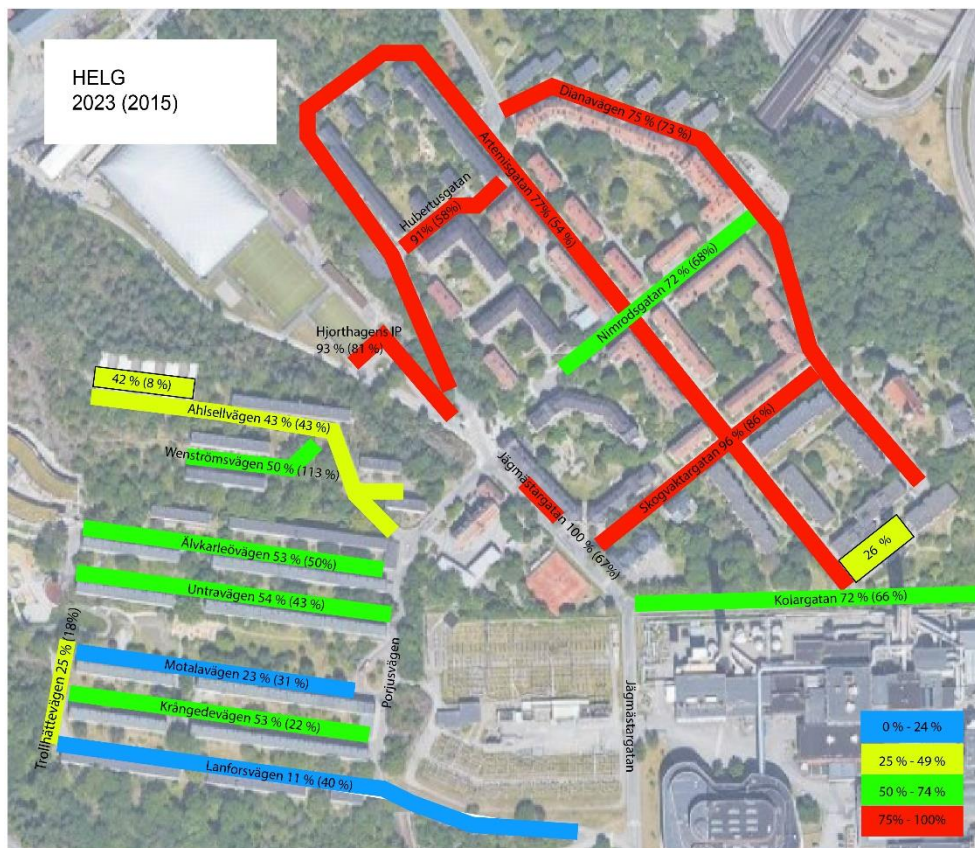 HELG
2023 (2015)
Dianavägen 75 % (73 %)
Artemisgatan 77% (54 %)
Hubertusgatan
91% (58%)
Nimrodsgatan 72 % (68%)
Hjorthagens IP
93 % (81 %)
42 % (8 %)
Ahlsellvägen 43 % (43 %)
Wenströmsvägen 50 % (113 %)
Jägmästargatan 100 % (67%)
Skogvaktargatan 96 % (86 %)
26 %
Älvkarleövägen 53 % (50%)
Untravägen 54 % (43 %)
Kolargatan 72 % (66 %)
Trollhättevägen 25 % (18%)
Motalavägen 23 % (31 %)
Porjusvägen
Krångedevägen 53 % (22 %)
Jägmästargatan
Lanforsvägen 11 % (40 %)
0 % - 24 %
25 % - 49 %
50 % - 74 %
75% - 100%